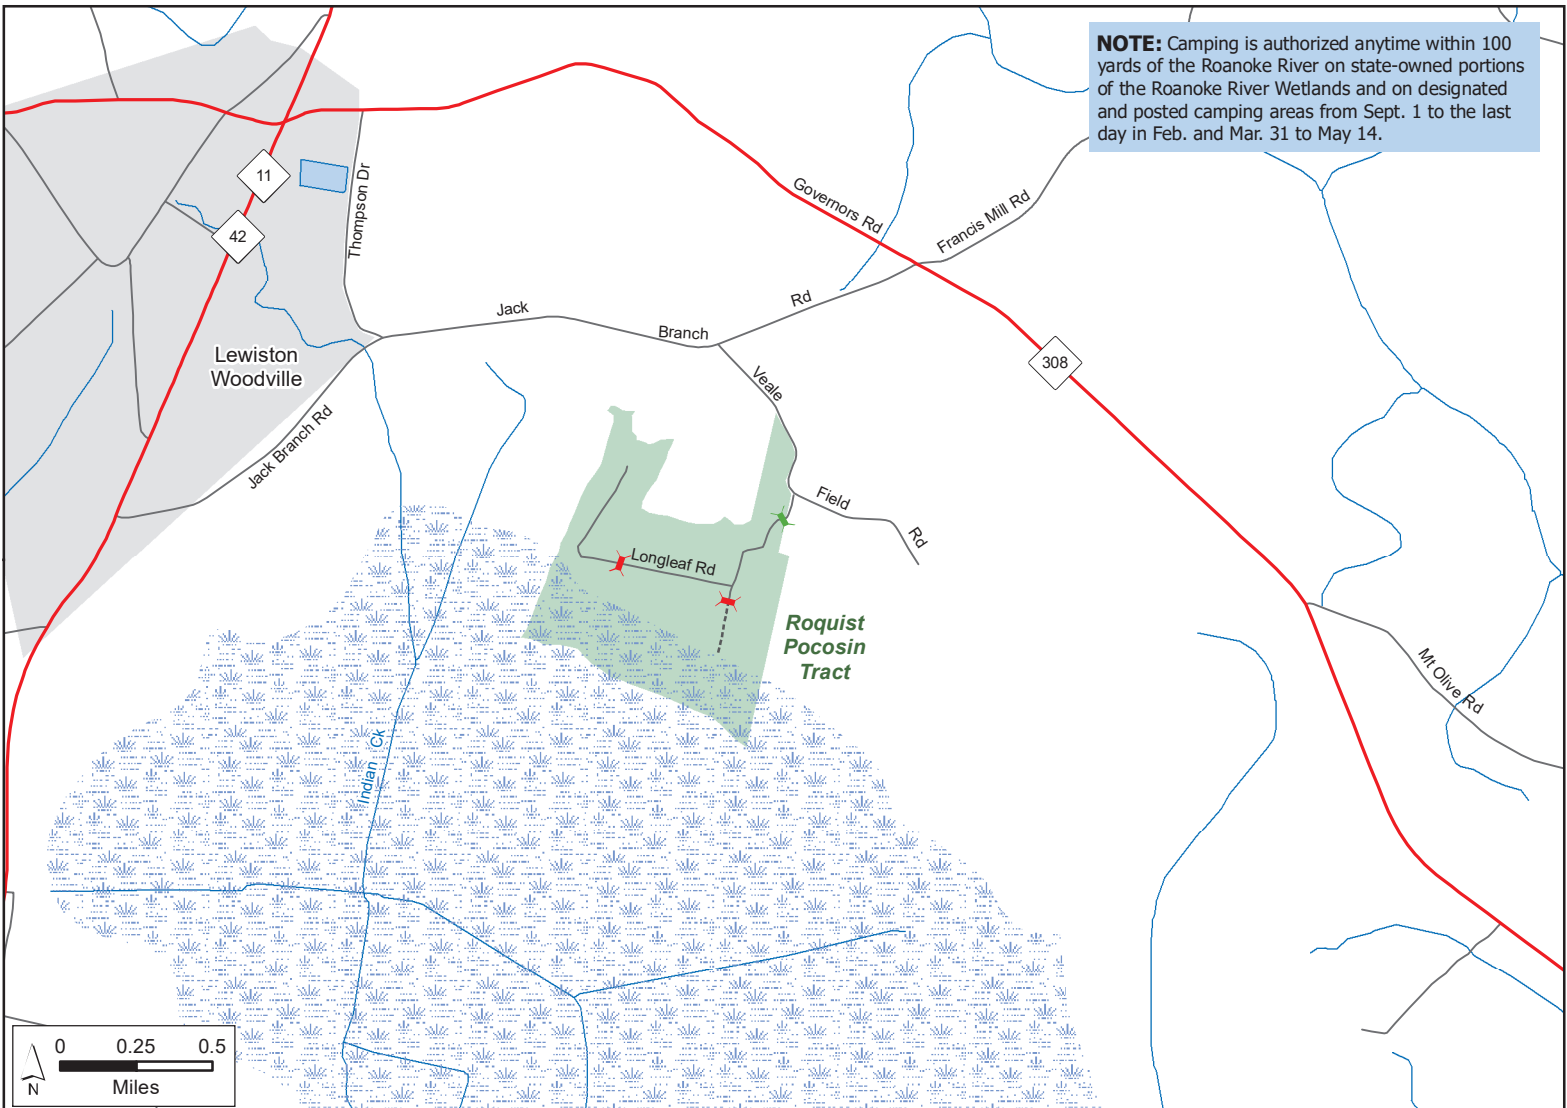 NOTE: Camping is authorized anytime within 100
yards of the Roanoke River on state-owned portions
of the Roanoke River Wetlands and on designated
and posted camping areas from Sept. 1 to the last
day in Feb. and Mar. 31 to May 14.
11
42
Thompson Dr
Governors Rd
Francis Mill Rd
Jack
Branch
Rd
308
Lewiston
Woodville
Jack Branch Rd
Veale
Field
Rd
Longleaf Rd
Roquist
Pocosin
Tract
Mt Olive Rd
Indian Ck
0 0.25 0.5
Miles
N